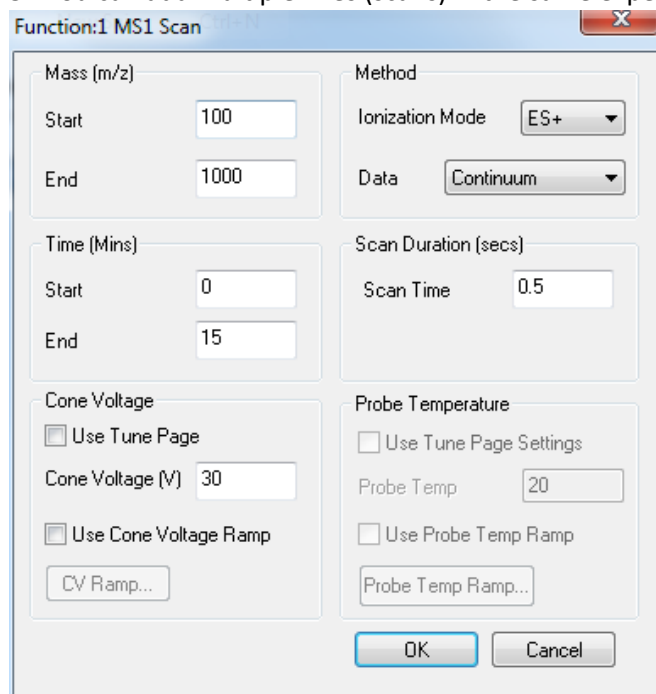 Function:1 MS1 Scan
Mass (m/z)
Start 100
End 1000
Method
Ionization Mode ES+
Data Continuum
Time (Mins)
Start 0
End 15
Scan Duration (secs)
Scan Time 0.5
Cone Voltage
Use Tune Page
Cone Voltage (V) 30
Use Cone Voltage Ramp
CV Ramp...
Probe Temperature
Use Tune Page Settings
Probe Temp 20
Use Probe Temp Ramp
Probe Temp Ramp...
OK Cancel